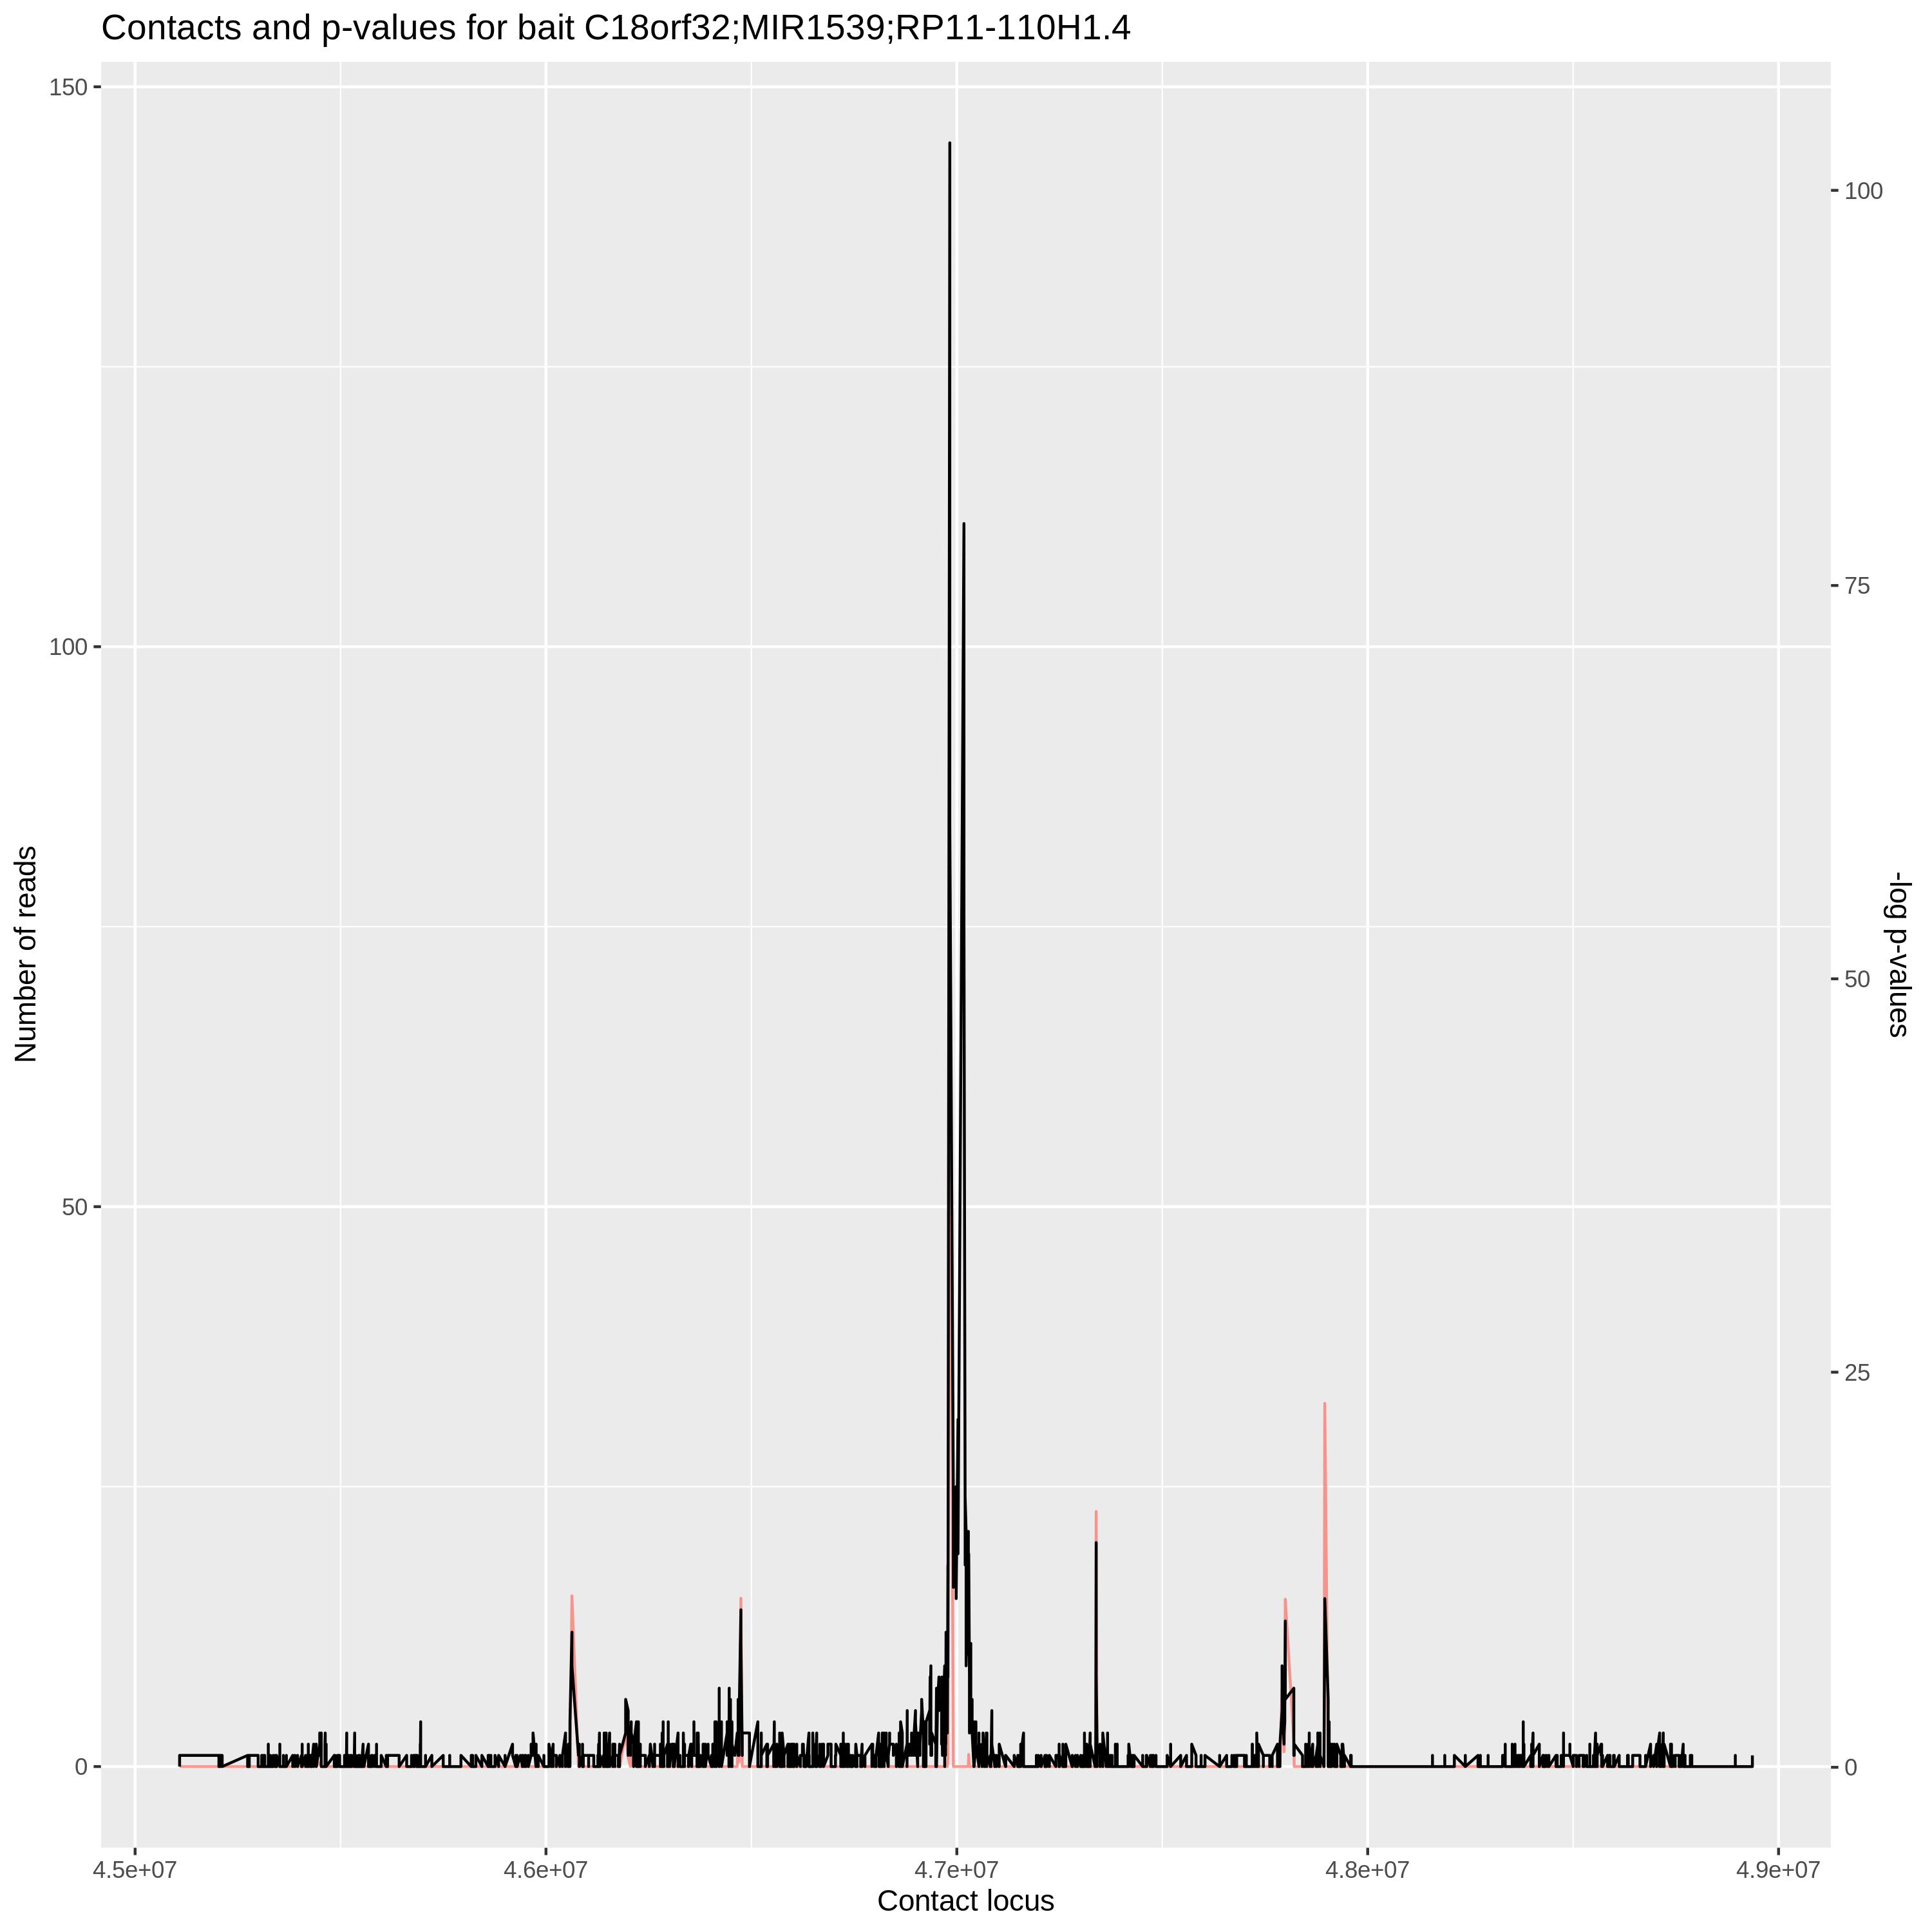 Contacts and p-values for bait C18orf32;MIR1539;RP11-110H1.4
150
100
50
0
Number of reads
100
75
50
25
0
-log p-values
4.5e+07
4.6e+07
4.7e+07
4.8e+07
4.9e+07
Contact locus